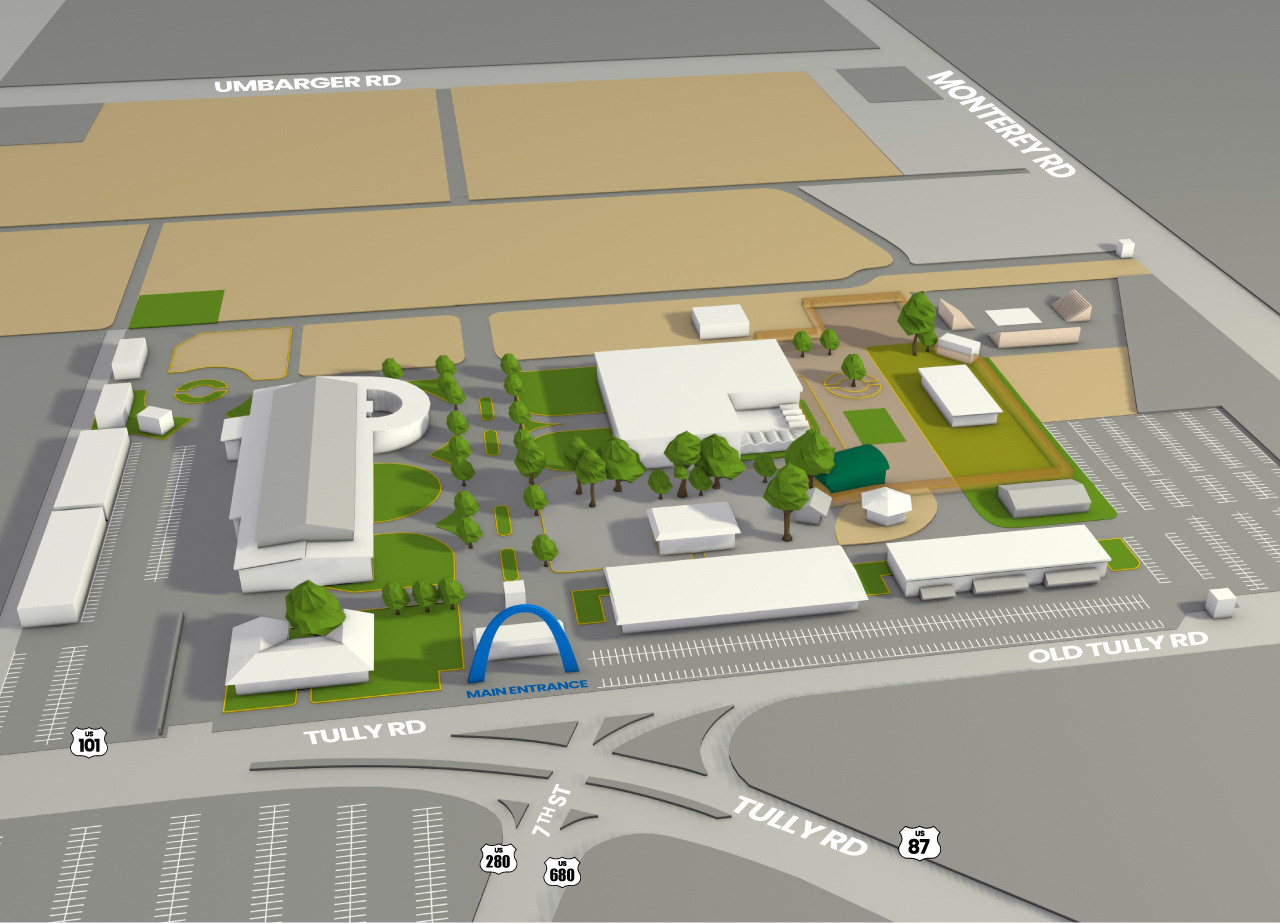 UMBARGER RD
MONTEREY RD
OLD TULLY RD
MAIN ENTRANCE
TULLY RD
US
101
7TH ST
TULLY RD
US
87
US
280
US
680